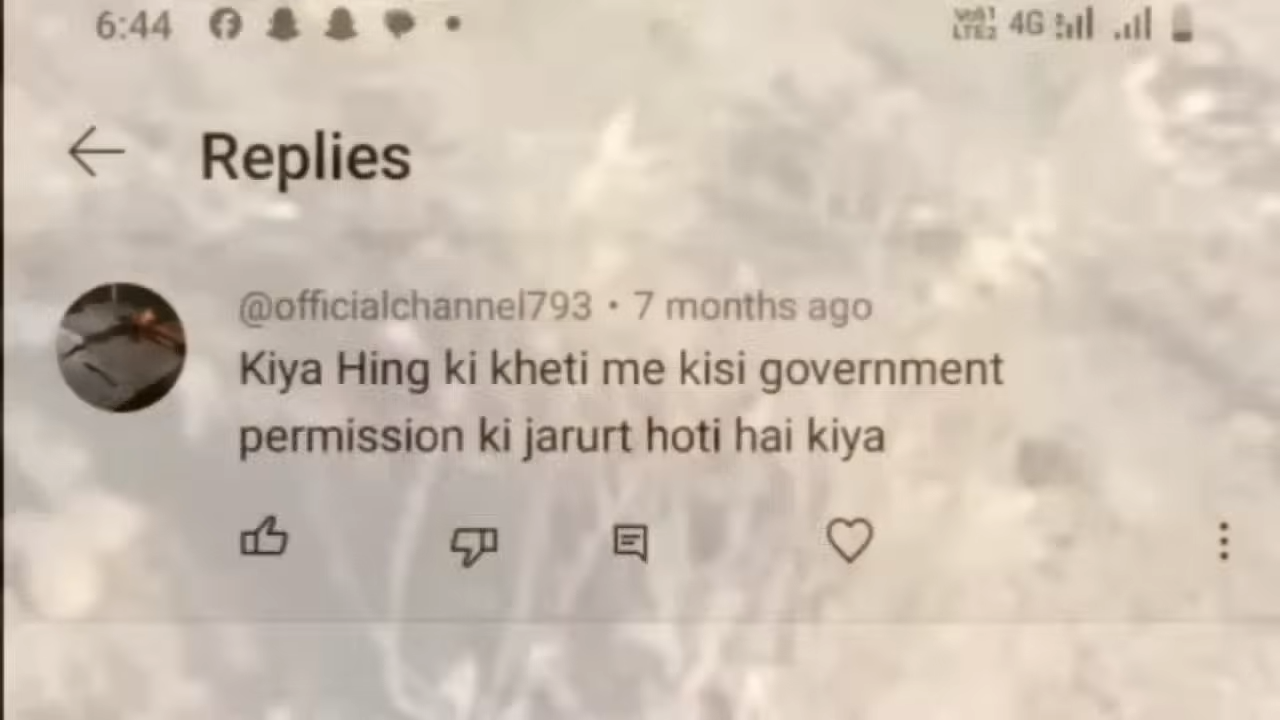 6:44
4G
Replies
@officialchannel793 • 7 months ago
Kiya Hing ki kheti me kisi government
permission ki jarurt hoti hai kiya